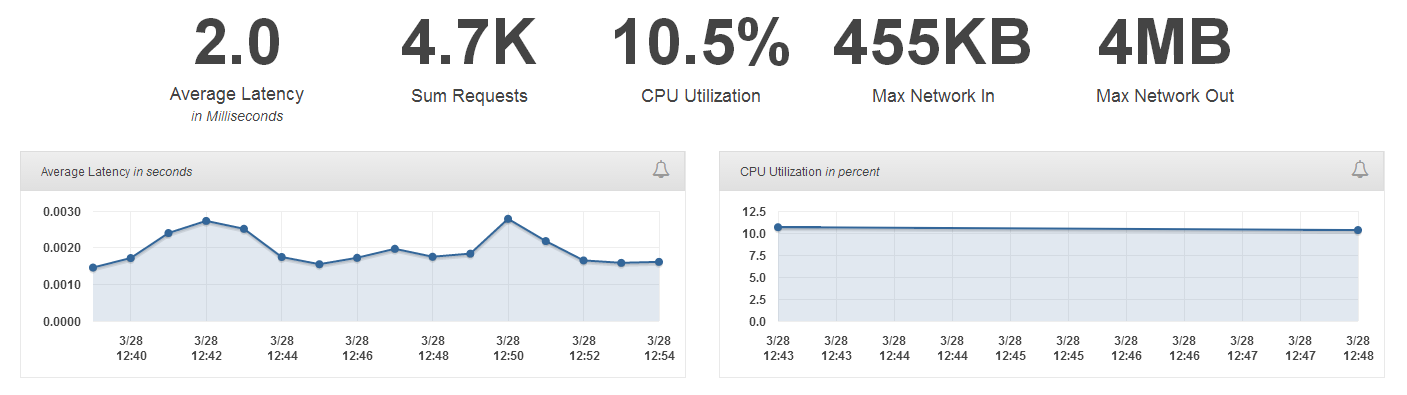 2.0
4.7K
10.5%
455KB
4MB
Average Latency
in Milliseconds
Sum Requests
CPU Utilization
Max Network In
Max Network Out
Average Latency in seconds
0.0030
0.0020
0.0010
0.0000
3/28 3/28 3/28 3/28 3/28 3/28 3/28 3/28
12:40 12:42 12:44 12:46 12:48 12:50 12:52 12:54
CPU Utilization in percent
12.5
10.0
7.5
5.0
2.5
0.0
3/28 3/28 3/28 3/28 3/28 3/28 3/28 3/28 3/28 3/28 3/28
12:43 12:43 12:44 12:44 12:45 12:45 12:46 12:46 12:47 12:47 12:48